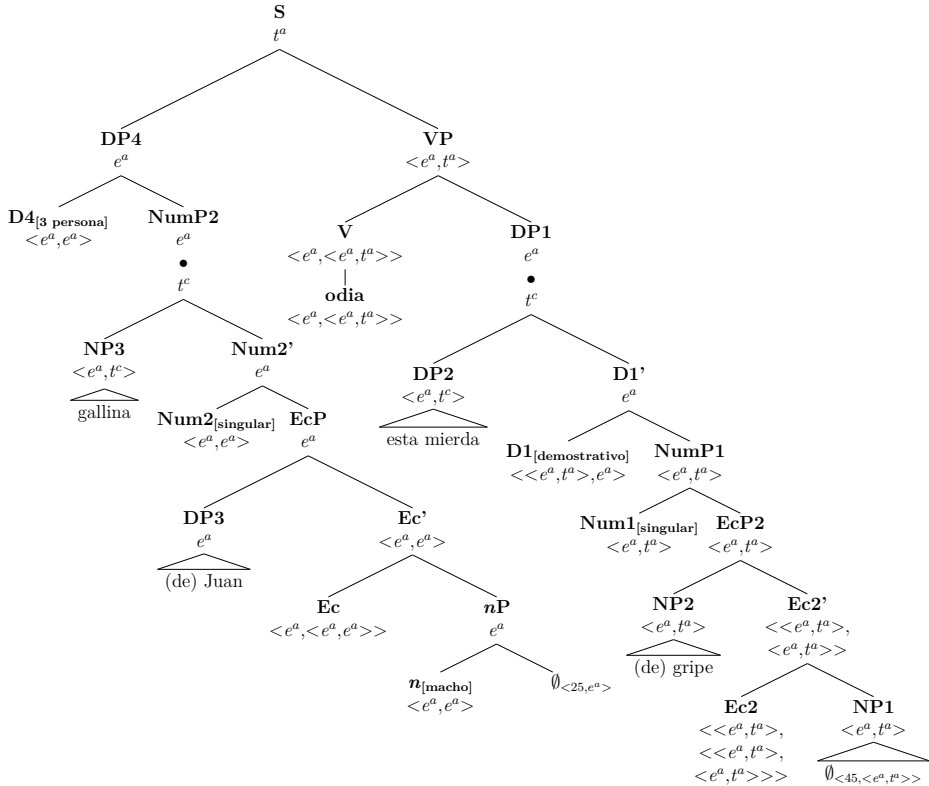 S
t^a
DP4 VP
e^a <e^a,t^a>
D4[3 persona] NumP2 V DP1
<e^a,e^a> e^a <e^a,<e^a,t^a>> e^a
• •
t^c odia t^c
<e^a,<e^a,t^a>>
NP3 Num2' DP2 D1'
<e^a,t^c> e^a <e^a,t^c> e^a
gallina Num2[singular] EcP esta mierda D1[demostrativo] NumP1
<e^a,e^a> e^a <<e^a,t^a>,e^a> <e^a,t^a>
DP3 Ec' Num1[singular] EcP2
e^a <e^a,e^a> <e^a,t^a> <e^a,t^a>
(de) Juan
Ec nP NP2 Ec2'
<e^a,<e^a,e^a>> e^a <e^a,t^a> <<e^a,t^a>,
<e^a,t^a>>
(de) gripe
n[macho] ∅<25,e^a> Ec2 NP1
<e^a,e^a> <<e^a,t^a>, <e^a,t^a>
<<e^a,t^a>,
<e^a,t^a>>> ∅<45,<e^a,t^a>>